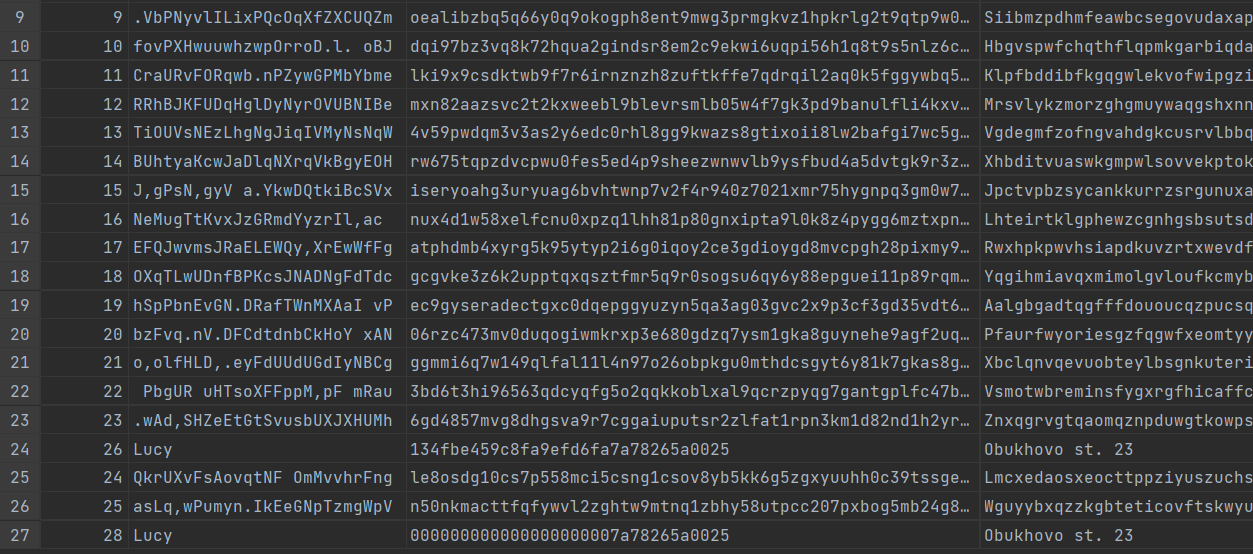 9 9 .VbPNyvlILixPQcOqXfZXCUQZm oealibzbq5q66y0q9okogph8ent9mwg3prmgkvz1hpkrlg2t9qtp9w0… Siibmzpdhmfeawbcsegovudaxap
10 10 fovPXHwuuwhzwpOrroD.l. oBJ dqi97bz3vq8k72hqua2gindsr8em2c9ekwi6uqpi56h1q8t9s5nlz6c… Hbgvspwfchqthflqpmkgarbiqda
11 11 CraURvFORqwb.nPZywGPMbYbme lki9x9csdktwb9f7r6irnznzh8zuftkffe7qdrqil2aq0k5fggywbq5… Klpfbddibfkgqgwlekvofwipgzi
12 12 RRhBJKFUDqHglDyNyrOVUBNIBe mxn82aazsvc2t2kxweebl9blevrsmlb05w4f7gk3pd9banulfli4kxv… Mrsvlykzmorzghgmuywaqgshxnn
13 13 TiOUVsNEzLhgNgJiqIVMyNsNqW 4v59pwdqm3v3as2y6edc0rhl8gg9kwazs8gtixoii8lw2bafgi7wc5g… Vgdegmfzofngvahdgkcusrvlbbq
14 14 BUhtyaKcwJaDlqNXrqVkBgyEOH rw675tqpzdvcpwu0fes5ed4p9sheezwnwvlb9ysfbud4a5dvtgk9r3z… Xhbditvuaswkgmpwlsovvekptok
15 15 J,gPsN,gyV a.YkwDQtkiBcSVx iseryoahg3uryuag6bvhtwnp7v2f4r940z7021xmr75hygnpq3gm0w7… Jpctvpbzsycankkurrzsrgunuxa
16 16 NeMugTtKvxJzGRmdYyzrIl,ac nux4d1w58xelfcnu0xpzq1lhh81p80gnxipta9l0k8z4pygg6mztxpn… Lhteirtklgphewzcgnhgsbsutsd
17 17 EFQJwvmsJRaELEWQy,XrEwWfFg atphdmb4xyrg5k95ytyp2i6g0iqoy2ce3gdioygd8mvcpgh28pixmy9… Rwxhpkpwvhsiapdkuvzrtxwevdf
18 18 OXqTLwUDnfBPKcsJNADNgFdTdc gcgvke3z6k2upptqxqsztfmr5q9r0sogsu6qy6y88epguei11p89rqm… Yqgihmiavqxmimolgvloufkcmyb
19 19 hSpPbnEvGN.DRafTWnMXAaI vP ec9gyseradectgxc0dqepggyuzyn5qa3ag03gvc2x9p3cf3gd35vdt6… Aalgbgadtqgfffdououcqzpucsq
20 20 bzFvq.nV.DFCdtdnbCkHoY xAN 06rzc473mv0duqogiwmkrxp3e680gdzq7ysm1gka8guynehe9agf2uq… Pfaurfwyoriesgzfqgwfxeomtyy
21 21 o,olfHLD,.eyFdUUdUGdIyNBCg ggmmi6q7w149qlfal11l4n97o26obpkgu0mthdcsgyt6y81k7gkas8g… Xbclqnvqevuobteylbsgnkuteri
22 22 PbgUR uHTsoXFFppM,pF mRau 3bd6t3hi96563gdcyqfg5o2qqkkoblxal9qcrzpyqg7gantgplfc47b… Vsmotwbreminsfygxrgfhicaffc
23 23 .wAd,SHZeEtGtSvusbUXJXHUMh 6gd4857mvg8dhgsva9r7cggaiuputsr2zlfat1rpn3km1d82nd1h2yr… Znxqgrvgtqaomqznpduwgtkowps
24 26 Lucy 134fbe459c8fa9efd6fa7a78265a0025 Obukhovo st. 23
25 24 QkrUXvFsAovqtNF OmMvvhrFng le8osdg10cs7p558mci5csng1csov8yb5kk6g5zgxyuuhh0c39tssge… Lmcxedaosxeocttppziyuszuchs
26 25 asLq,wPumyn.IkEeGNpTzmgWpV n50nkmacttfqfywvl2zghtw9mtnq1zbhy58utpcc207pxbog5mb24g8… Wguyybxqzzkgbteticovftskwyu
27 28 Lucy 000000000000000000007a78265a0025 Obukhovo st. 23